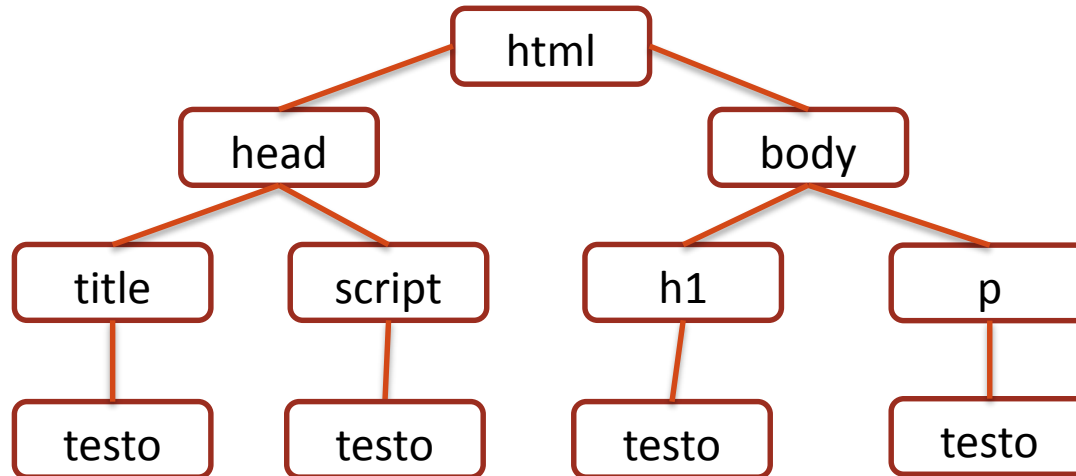 html
head
body
title
script
h1
p
testo
testo
testo
testo